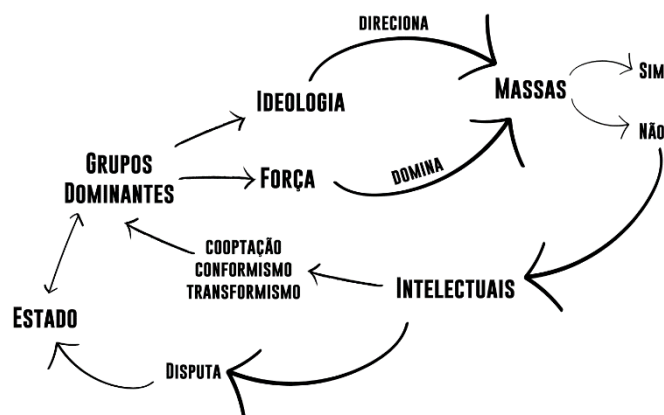 DIRECIONA
IDEOLOGIA
MASSAS
SIM
NÃO
GRUPOS
DOMINANTES
FORÇA
DOMINA
COOPTAÇÃO
CONFORMISMO
TRANSFORMISMO
INTELECTUAIS
ESTADO
DISPUTA